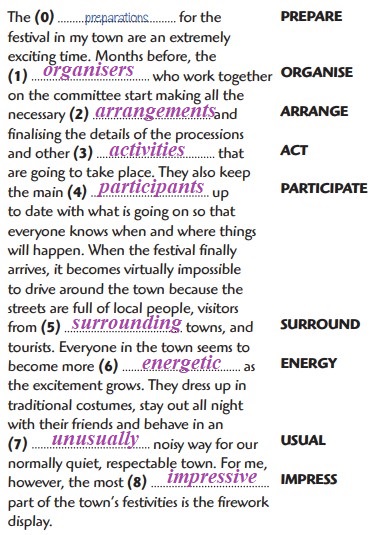 The (0) preparations for the PREPARE
festival in my town are an extremely
exciting time. Months before, the
(1) organisers who work together ORGANISE
on the committee start making all the
necessary (2) arrangements and ARRANGE
finalising the details of the processions
and other (3) activities that ACT
are going to take place. They also keep
the main (4) participants up PARTICIPATE
to date with what is going on so that
everyone knows when and where things
will happen. When the festival finally
arrives, it becomes virtually impossible
to drive around the town because the
streets are full of local people, visitors
from (5) surrounding towns, and SURROUND
tourists. Everyone in the town seems to
become more (6) energetic as ENERGY
the excitement grows. They dress up in
traditional costumes, stay out all night
with their friends and behave in an
(7) unusually noisy way for our USUAL
normally quiet, respectable town. For me,
however, the most (8) impressive IMPRESS
part of the town's festivities is the firework
display.